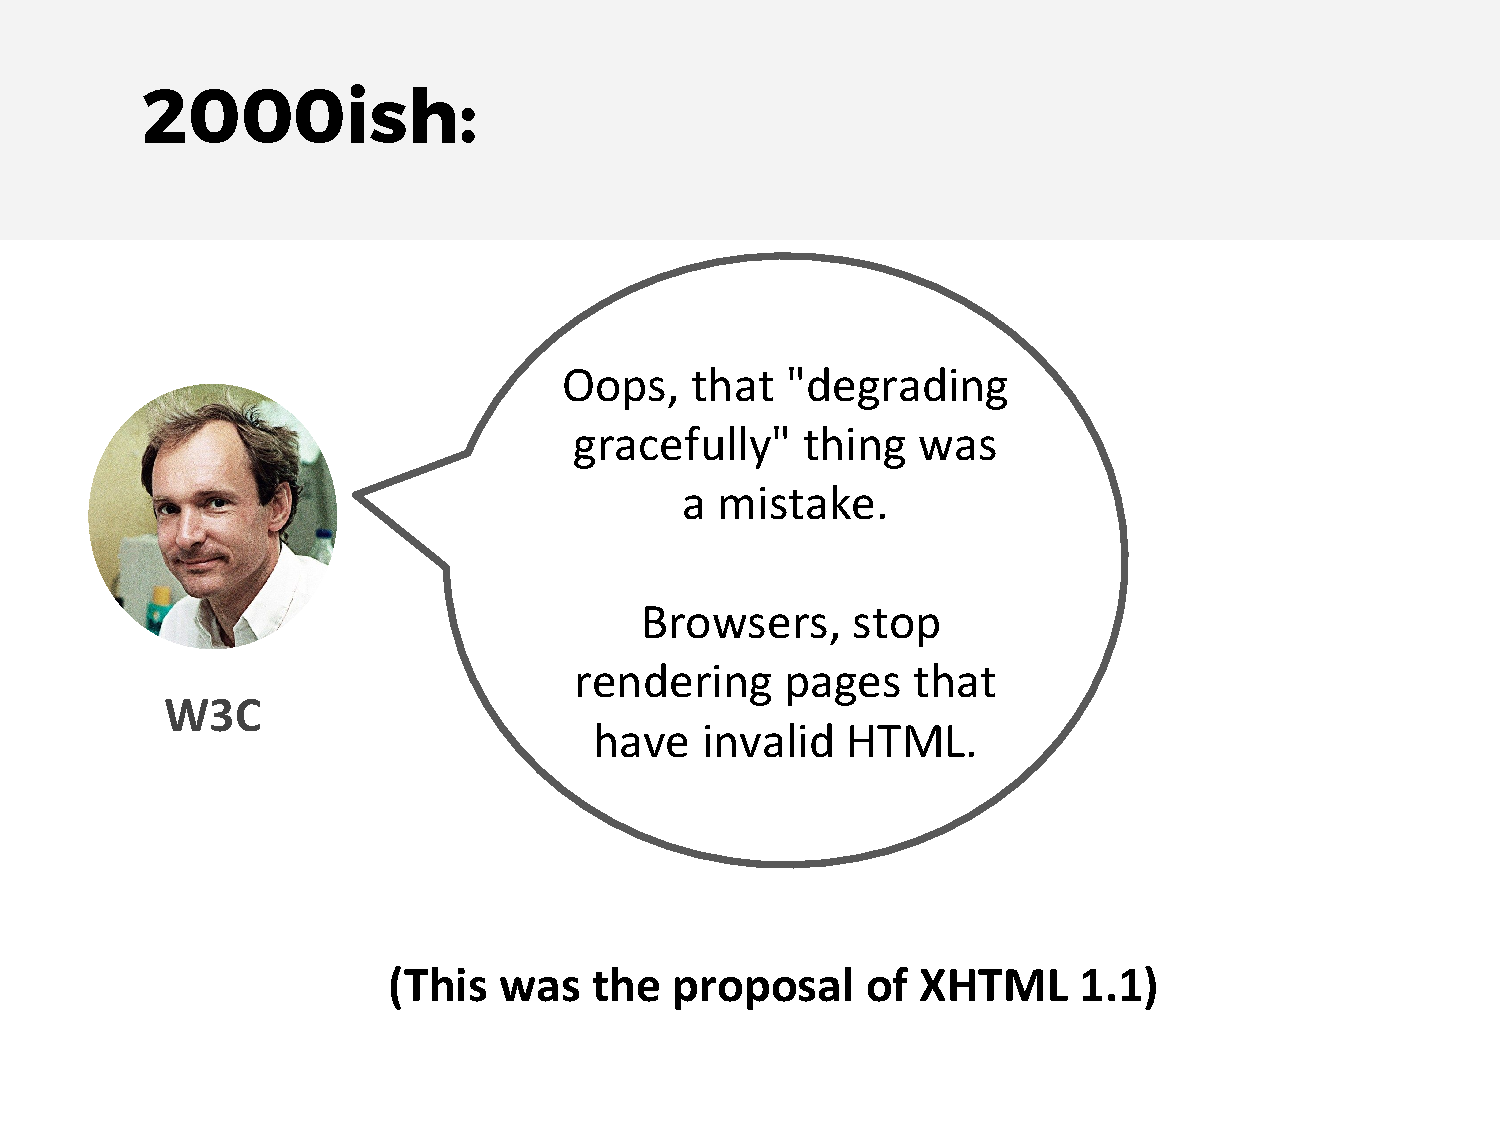 2000ish:
Oops, that "degrading
gracefully" thing was
a mistake.
Browsers, stop
rendering pages that
have invalid HTML.
W3C
(This was the proposal of XHTML 1.1)